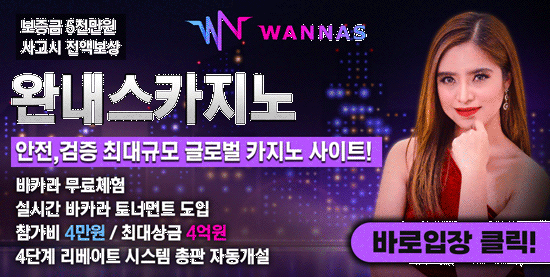 보증금 5천만원
사고시 전액보상
WN WANNAS
완내스카지노
안전,검증 최대규모 글로벌 카지노 사이트!
바카라 무료체험
실시간 바카라 토너먼트 도입
참가비 4만원 / 최대상금 4억원
4단계 리베이트 시스템 총판 자동개설
바로입장 클릭!